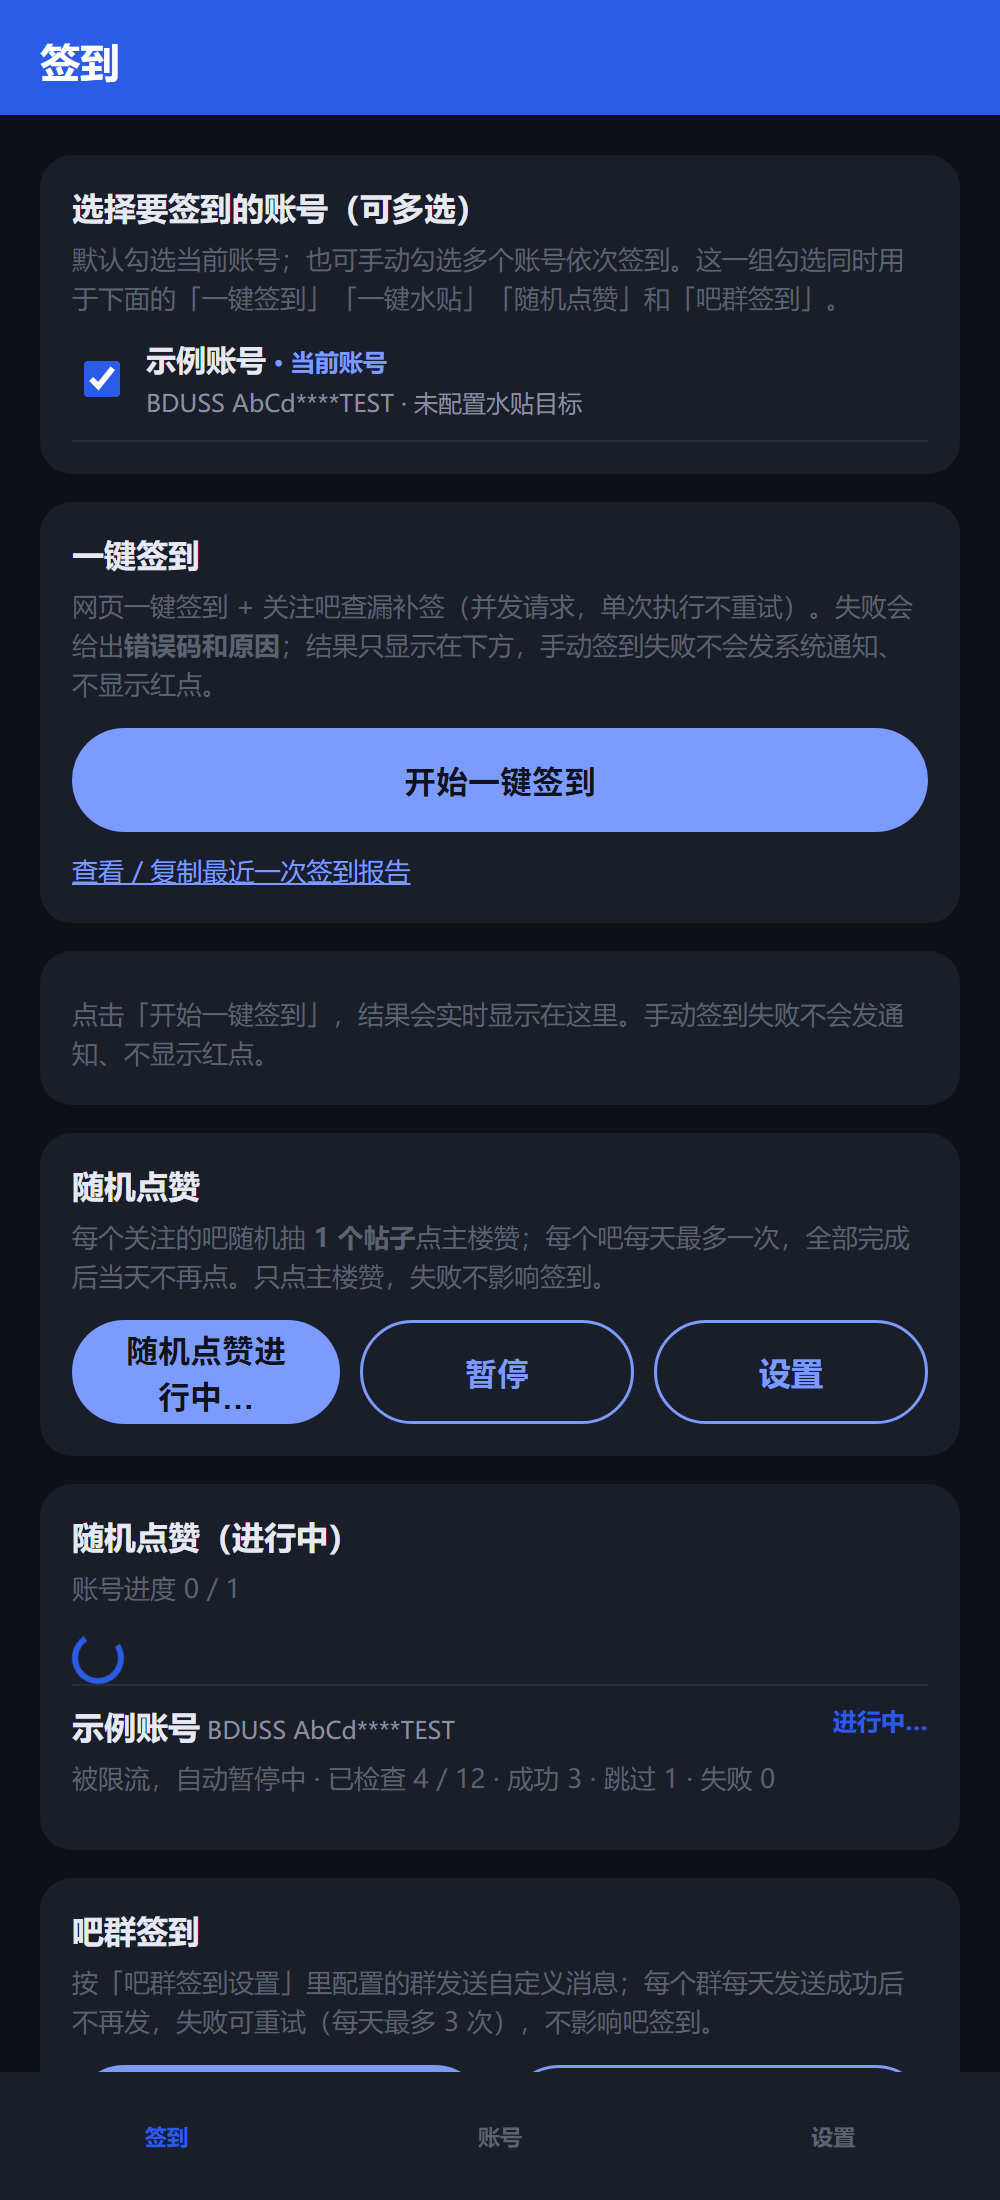 签到
选择要签到的账号（可多选）
默认勾选当前账号；也可手动勾选多个账号依次签到。这一组勾选同时用
于下面的「一键签到」「一键水贴」「随机点赞」和「吧群签到」。
示例账号 · 当前账号
BDUSS AbCd****TEST · 未配置水贴目标
一键签到
网页一键签到 + 关注吧查漏补签（并发请求，单次执行不重试）。失败会
给出错误码和原因；结果只显示在下方，手动签到失败不会发系统通知、
不显示红点。
开始一键签到
查看 / 复制最近一次签到报告
点击「开始一键签到」，结果会实时显示在这里。手动签到失败不会发通
知、不显示红点。
随机点赞
每个关注的吧随机抽 1 个帖子点主楼赞；每个吧每天最多一次，全部完成
后当天不再点。只点主楼赞，失败不影响签到。
随机点赞进
行中…
暂停
设置
随机点赞（进行中）
账号进度 0 / 1
示例账号 BDUSS AbCd****TEST
进行中…
被限流，自动暂停中 · 已检查 4 / 12 · 成功 3 · 跳过 1 · 失败 0
吧群签到
按「吧群签到设置」里配置的群发送自定义消息；每个群每天发送成功后
不再发，失败可重试（每天最多 3 次），不影响吧签到。
签到
账号
设置